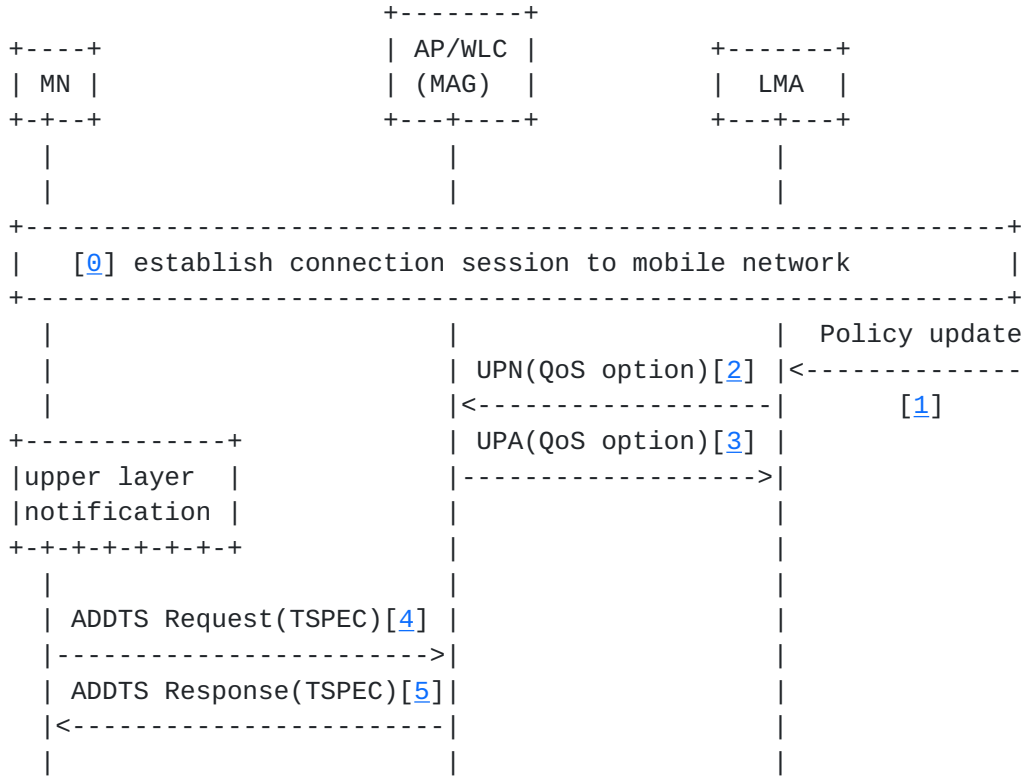 +--------+
+----+                  | AP/WLC |           +-------+
| MN |                  | (MAG)  |           |  LMA  |
+-+--+                  +---+----+           +---+---+
  |                         |                    |
  |                         |                    |
+---------------------------------------------------------------+
|   [0] establish connection session to mobile network          |
+---------------------------------------------------------------+
  |                         |                    |  Policy update
  |                         | UPN(QoS option)[2] |<--------------
  |                         |<-------------------|       [1]
+-------------+             | UPA(QoS option)[3] |
|upper layer  |             |------------------->|
|notification |             |                    |
+-+-+-+-+-+-+-+             |                    |
  |                         |                    |
  | ADDTS Request(TSPEC)[4] |                    |
  |------------------------>|                    |
  | ADDTS Response(TSPEC)[5]|                    |
  |<------------------------|                    |
  |                         |                    |